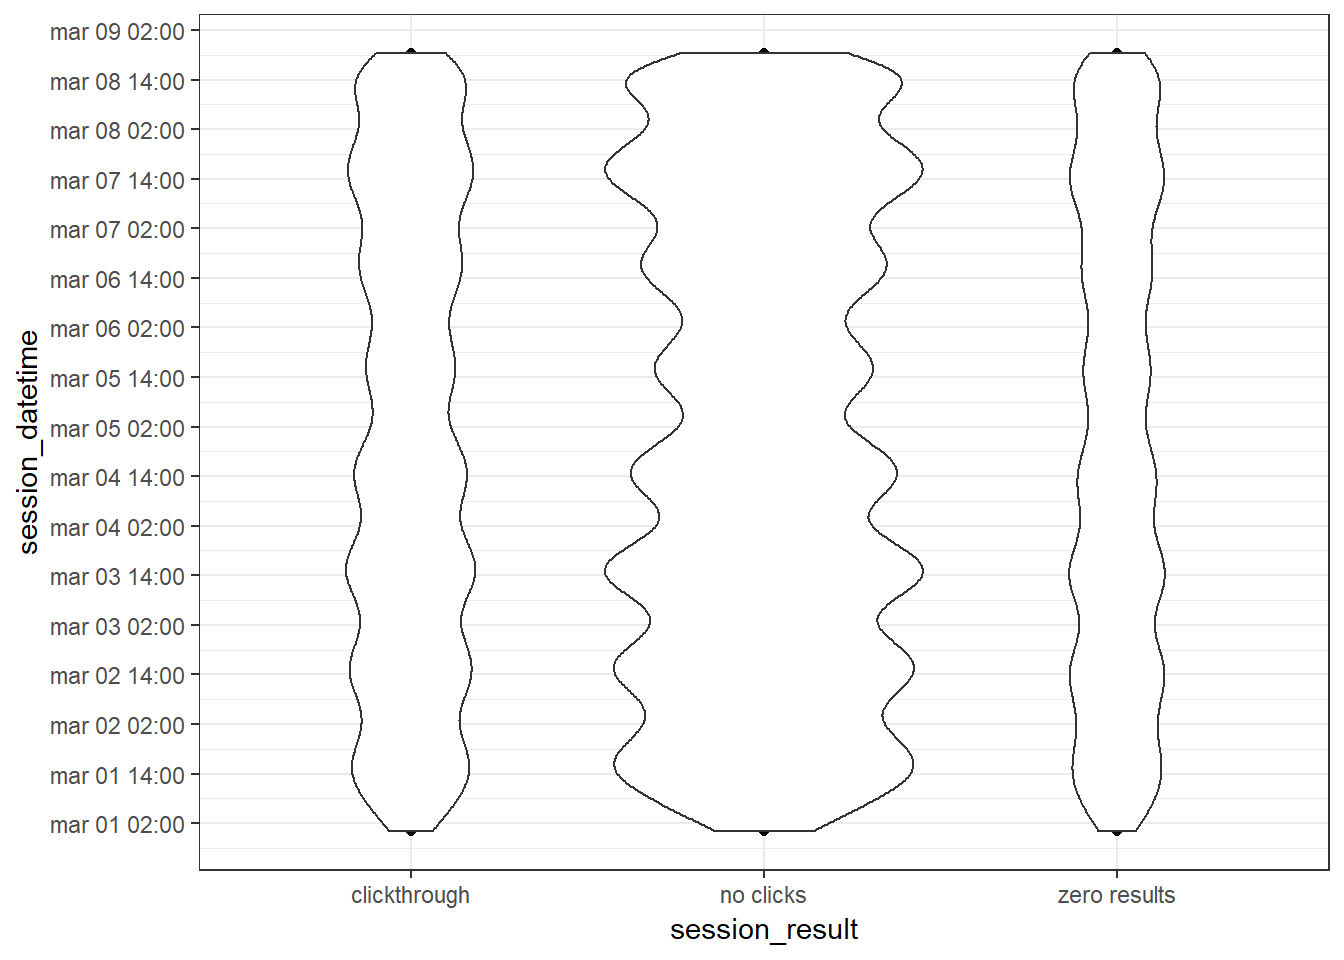 mar 09 02:00
mar 08 14:00
mar 08 02:00
mar 07 14:00
mar 07 02:00
mar 06 14:00
mar 06 02:00
mar 05 14:00
mar 05 02:00
mar 04 14:00
mar 04 02:00
mar 03 14:00
mar 03 02:00
mar 02 14:00
mar 02 02:00
mar 01 14:00
mar 01 02:00
session_datetime
clickthrough no clicks zero results
session_result